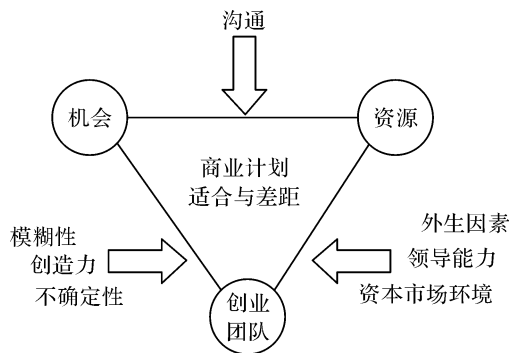 沟通
机会
资源
商业计划
适合与差距
模糊性
创造力
不确定性
外生因素
领导能力
资本市场环境
创业
团队